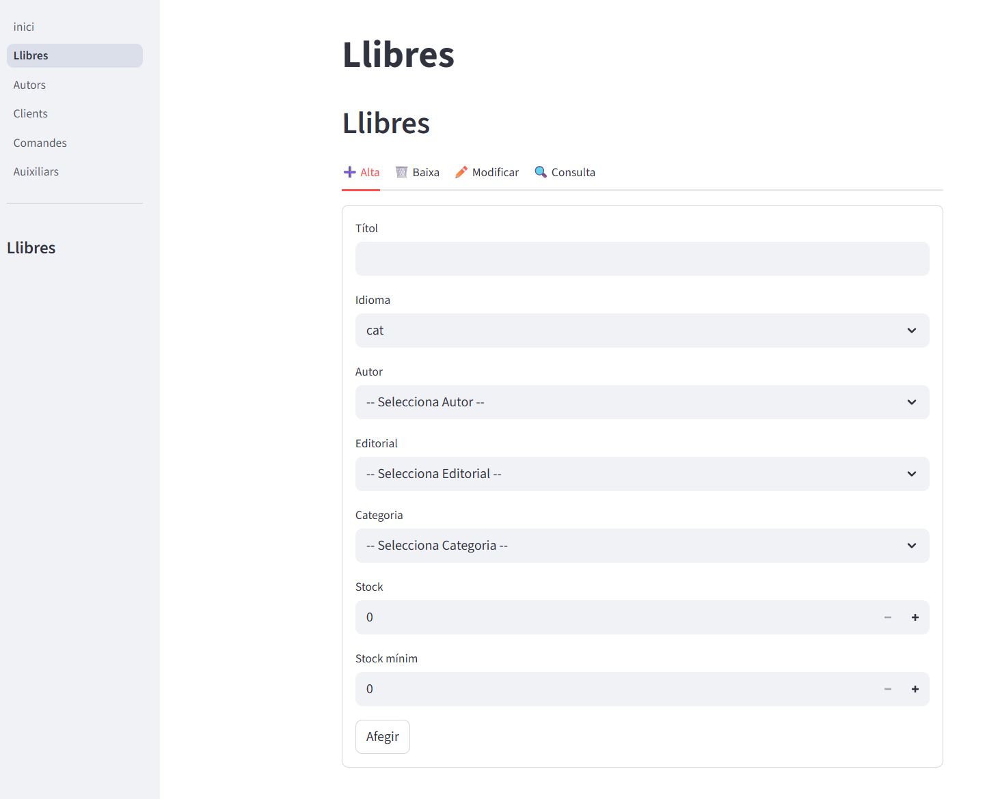 inici
Llibres
Autors
Clients
Comandes
Auixiliars
Llibres
Llibres
Llibres
Alta Baixa Modificar Consulta
Títol
Idioma
cat
Autor
-- Selecciona Autor --
Editorial
-- Selecciona Editorial --
Categoria
-- Selecciona Categoria --
Stock
0
Stock mínim
0
Afegir